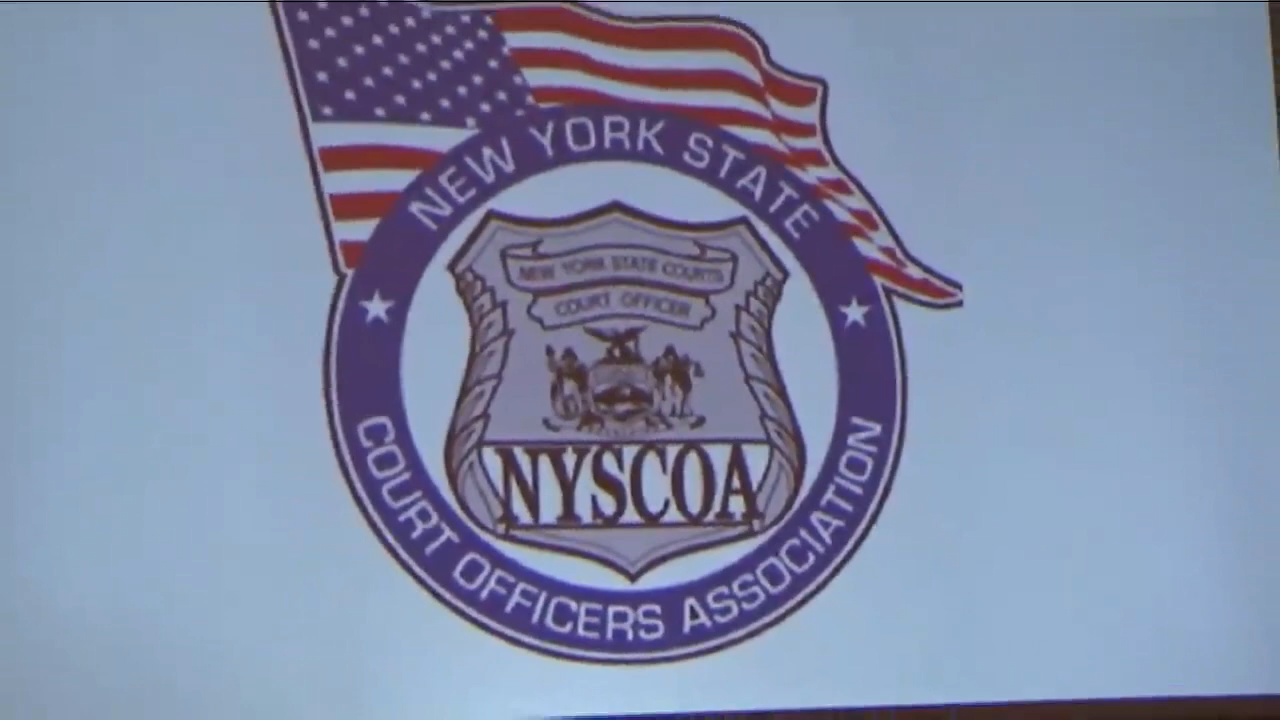 NEW YORK STATE
NEW YORK STATE COURTS
COURT OFFICER
NYSCOA
COURT OFFICERS ASSOCIATION